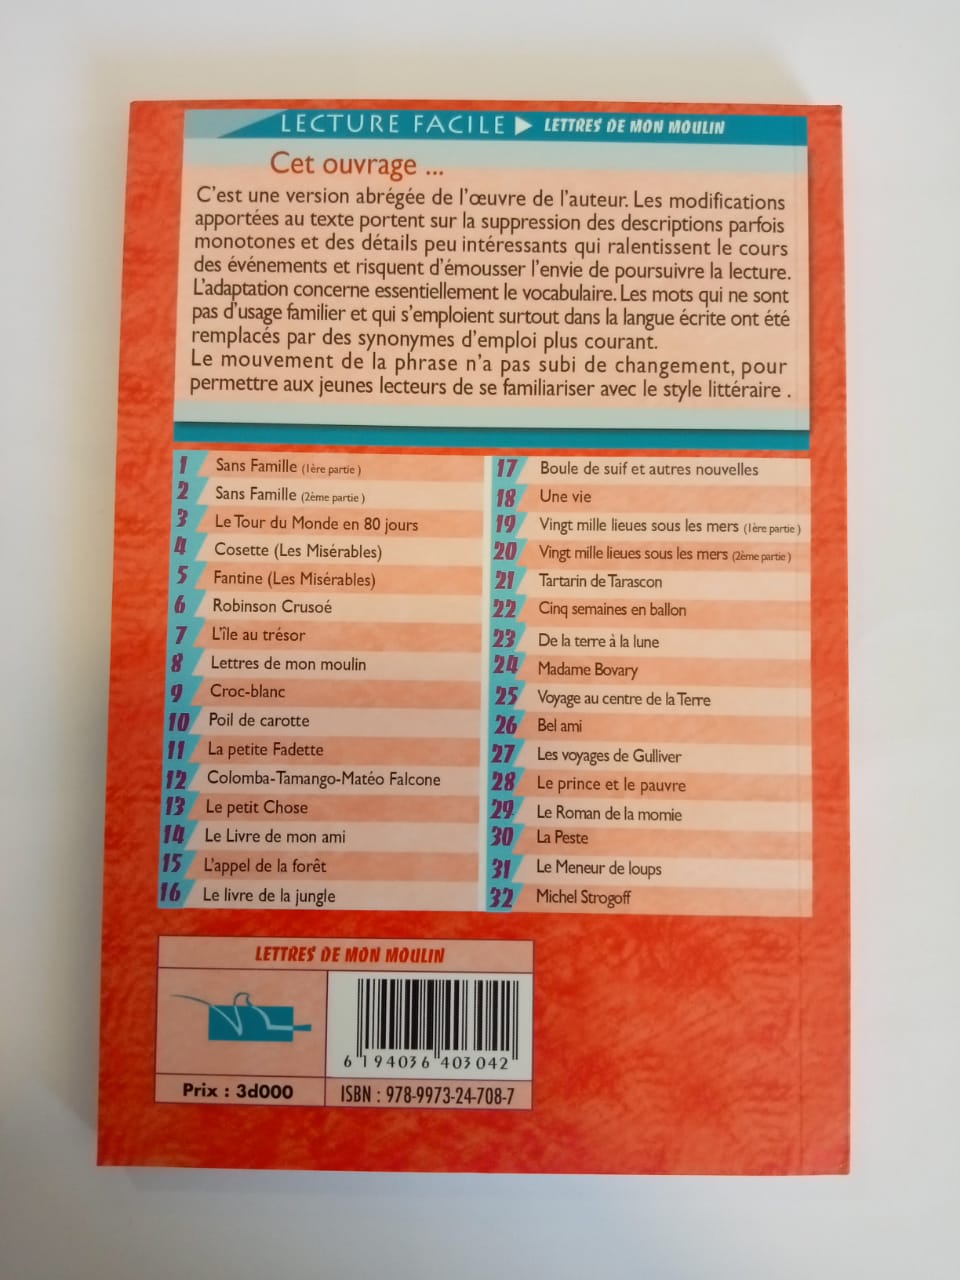 LECTURE FACILE ▶ LETTRES DE MON MOULIN
Cet ouvrage ...
C'est une version abrégée de l'œuvre de l'auteur. Les modifications
apportées au texte portent sur la suppression des descriptions parfois
monotones et des détails peu intéressants qui ralentissent le cours
des événements et risquent d'émousser l'envie de poursuivre la lecture.
L'adaptation concerne essentiellement le vocabulaire. Les mots qui ne sont
pas d'usage familier et qui s'emploient surtout dans la langue écrite ont été
remplacés par des synonymes d'emploi plus courant.
Le mouvement de la phrase n'a pas subi de changement, pour
permettre aux jeunes lecteurs de se familiariser avec le style littéraire .
1 Sans Famille (1ère partie )
2 Sans Famille (2ème partie )
3 Le Tour du Monde en 80 jours
4 Cosette (Les Misérables)
5 Fantine (Les Misérables)
6 Robinson Crusoé
7 L'île au trésor
8 Lettres de mon moulin
9 Croc-blanc
10 Poil de carotte
11 La petite Fadette
12 Colomba-Tamango-Matéo Falcone
13 Le petit Chose
14 Le Livre de mon ami
15 L'appel de la forêt
16 Le livre de la jungle
17 Boule de suif et autres nouvelles
18 Une vie
19 Vingt mille lieues sous les mers (1ère partie )
20 Vingt mille lieues sous les mers (2ème partie )
21 Tartarin de Tarascon
22 Cinq semaines en ballon
23 De la terre à la lune
24 Madame Bovary
25 Voyage au centre de la Terre
26 Bel ami
27 Les voyages de Gulliver
28 Le prince et le pauvre
29 Le Roman de la momie
30 La Peste
31 Le Meneur de loups
32 Michel Strogoff
LETTRES DE MON MOULIN
6 194036 403042
Prix : 3d000
ISBN : 978-9973-24-708-7